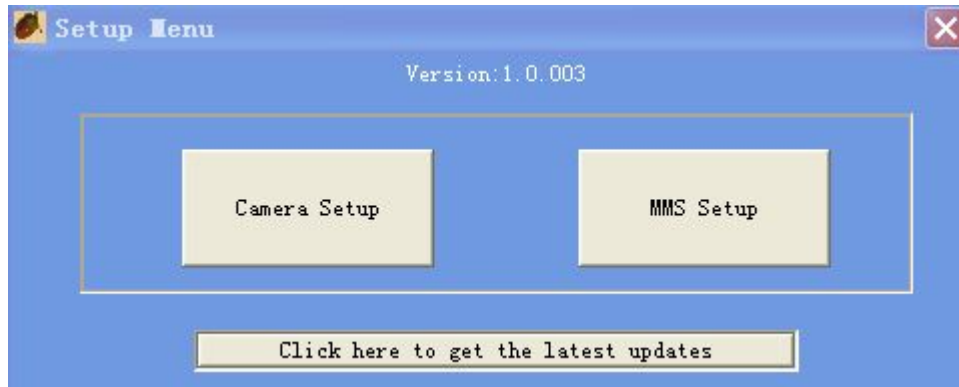 Setup Menu
Version:1.0.003
Camera Setup
MMS Setup
Click here to get the latest updates